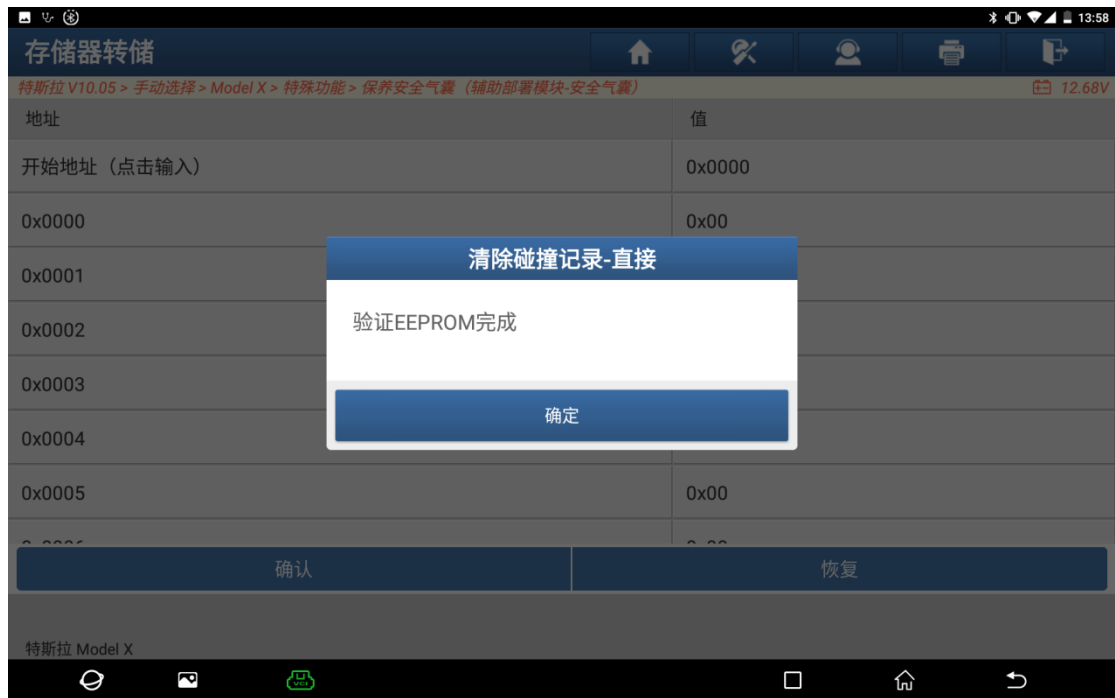 13:58
存储器转储
特斯拉 V10.05 > 手动选择 > Model X > 特殊功能 > 保养安全气囊（辅助部署模块-安全气囊） 12.68V
地址 值
开始地址（点击输入） 0x0000
0x0000 0x00
清除碰撞记录-直接
0x0001
验证EEPROM完成
0x0002
0x0003
确定
0x0004
0x0005 0x00
确认 恢复
特斯拉 Model X
VCI